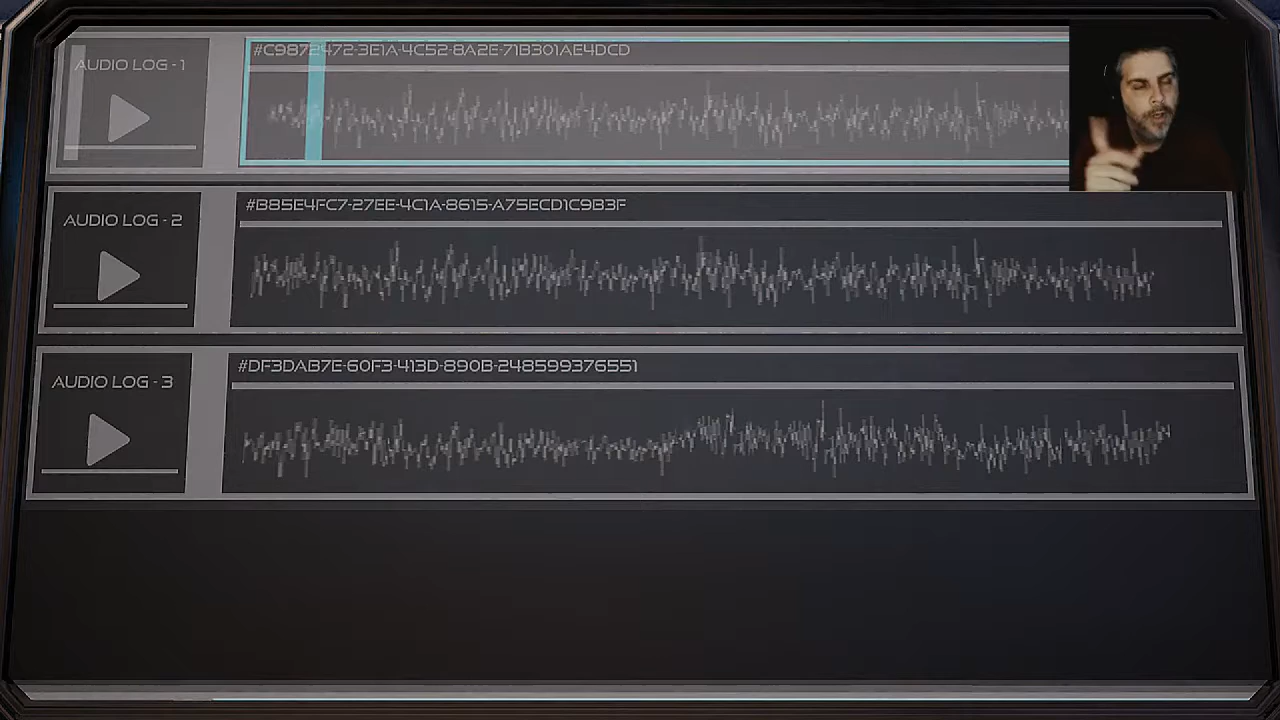 AUDIO LOG - 1
#C9872472-3E1A-4C52-8A2E-71B301AE4DCD
AUDIO LOG - 2
#B85E4FC7-27EE-4C1A-8615-A75ECD1C9B3F
AUDIO LOG - 3
#DF3DAB7E-60F3-413D-890B-248599376551